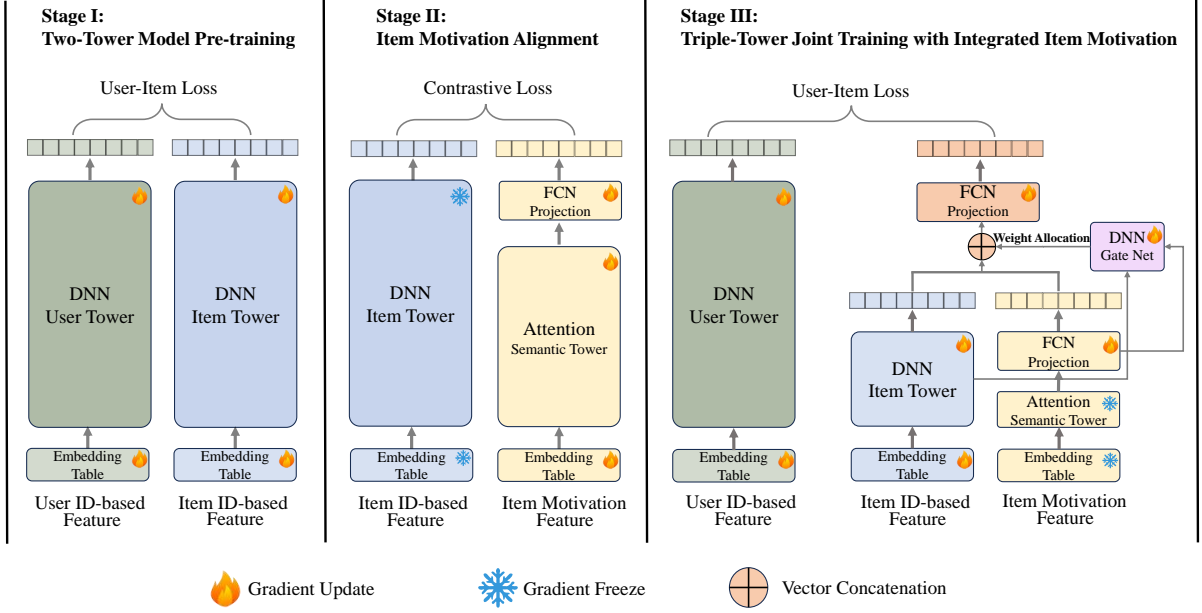 Stage I:
Two-Tower Model Pre-training
User-Item Loss
DNN
User Tower
DNN
Item Tower
Embedding
Table
Embedding
Table
User ID-based
Feature
Item ID-based
Feature
Stage II:
Item Motivation Alignment
Contrastive Loss
DNN
Item Tower
FCN
Projection
Attention
Semantic Tower
Embedding
Table
Embedding
Table
Item ID-based
Feature
Item Motivation
Feature
Stage III:
Triple-Tower Joint Training with Integrated Item Motivation
User-Item Loss
DNN
User Tower
FCN
Projection
Weight Allocation
DNN
Gate Net
DNN
Item Tower
FCN
Projection
Attention
Semantic Tower
Embedding
Table
Embedding
Table
Embedding
Table
User ID-based
Feature
Item ID-based
Feature
Item Motivation
Feature
Gradient Update
Gradient Freeze
Vector Concatenation